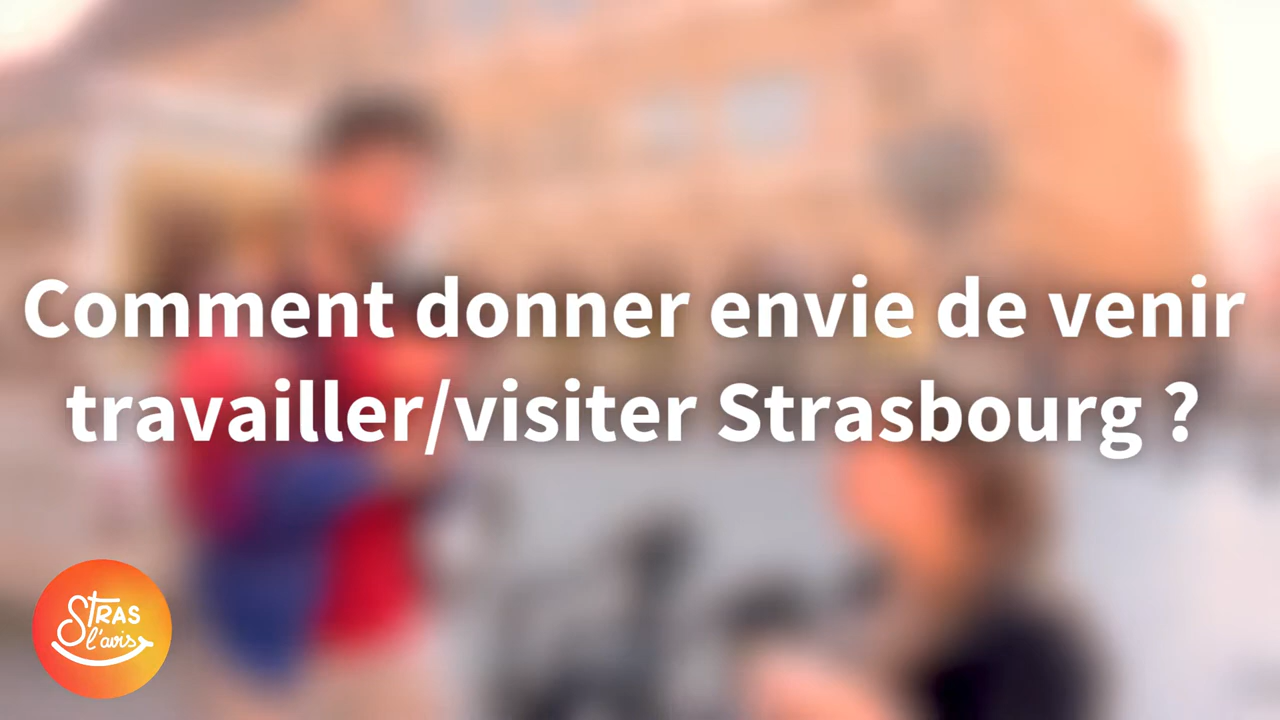 Comment donner envie de venir
travailler/visiter Strasbourg ?
STRAS
l'avis